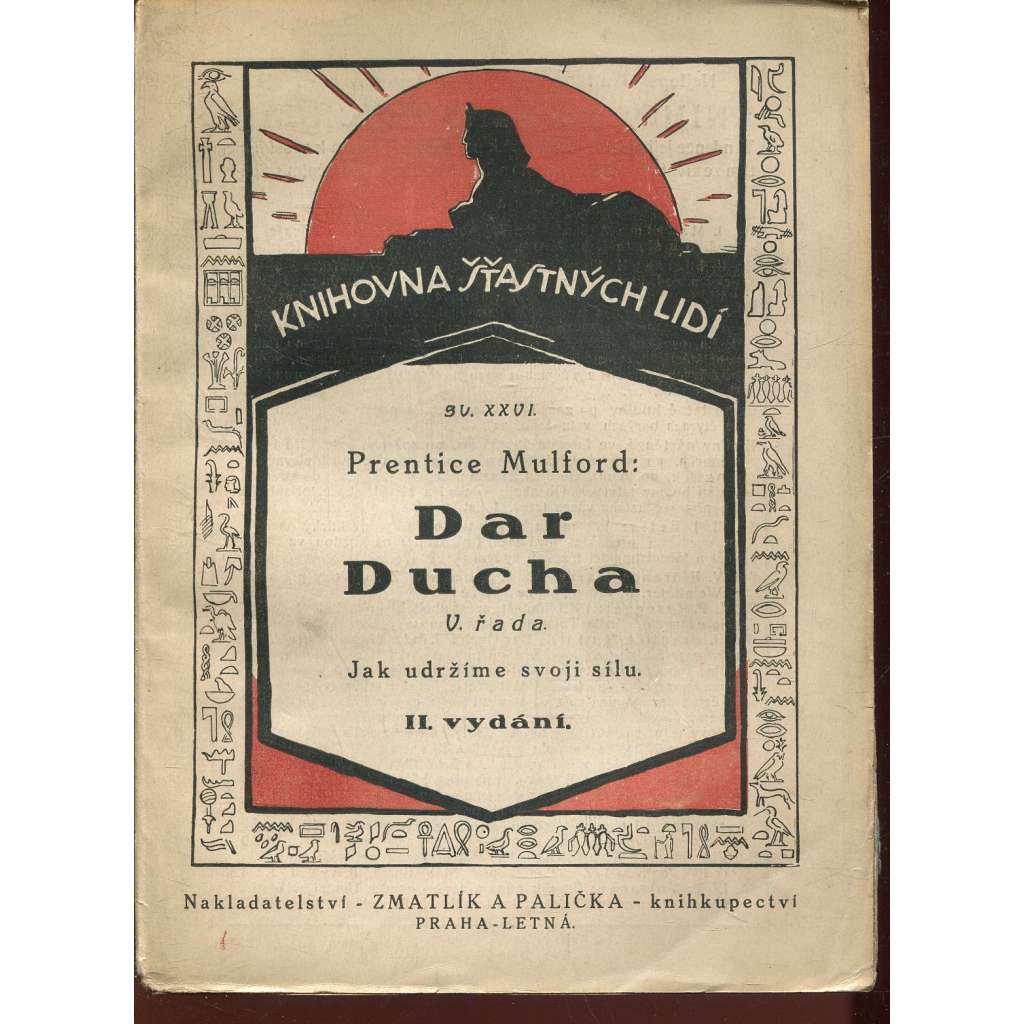 KNIHOVNA ŠŤASTNÝCH LIDÍ
SV. XXVI.
Prentice Mulford:
Dar
Ducha
V. řada.
Jak udržíme svoji sílu.
II. vydání.
Nakladatelství - ZMATLÍK A PALIČKA - knihkupectví
PRAHA-LETNÁ.